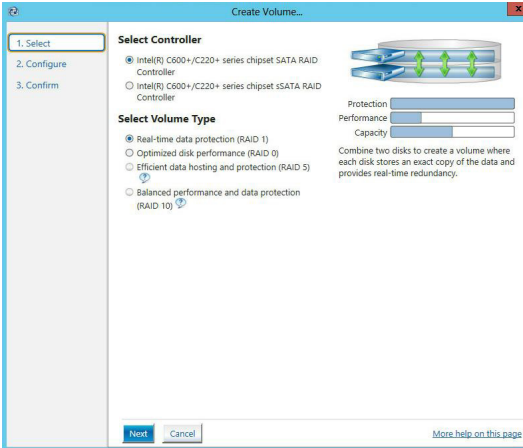 Create Volume...
x
1. Select
2. Configure
3. Confirm
Select Controller
Intel(R) C600+/C220+ series chipset SATA RAID
Controller
Intel(R) C600+/C220+ series chipset sSATA RAID
Controller
Select Volume Type
Real-time data protection (RAID 1)
Optimized disk performance (RAID 0)
Efficient data hosting and protection (RAID 5)
?
Balanced performance and data protection
(RAID 10) ?
Protection
Performance
Capacity
Combine two disks to create a volume where
each disk stores an exact copy of the data and
provides real-time redundancy.
Next
Cancel
More help on this page